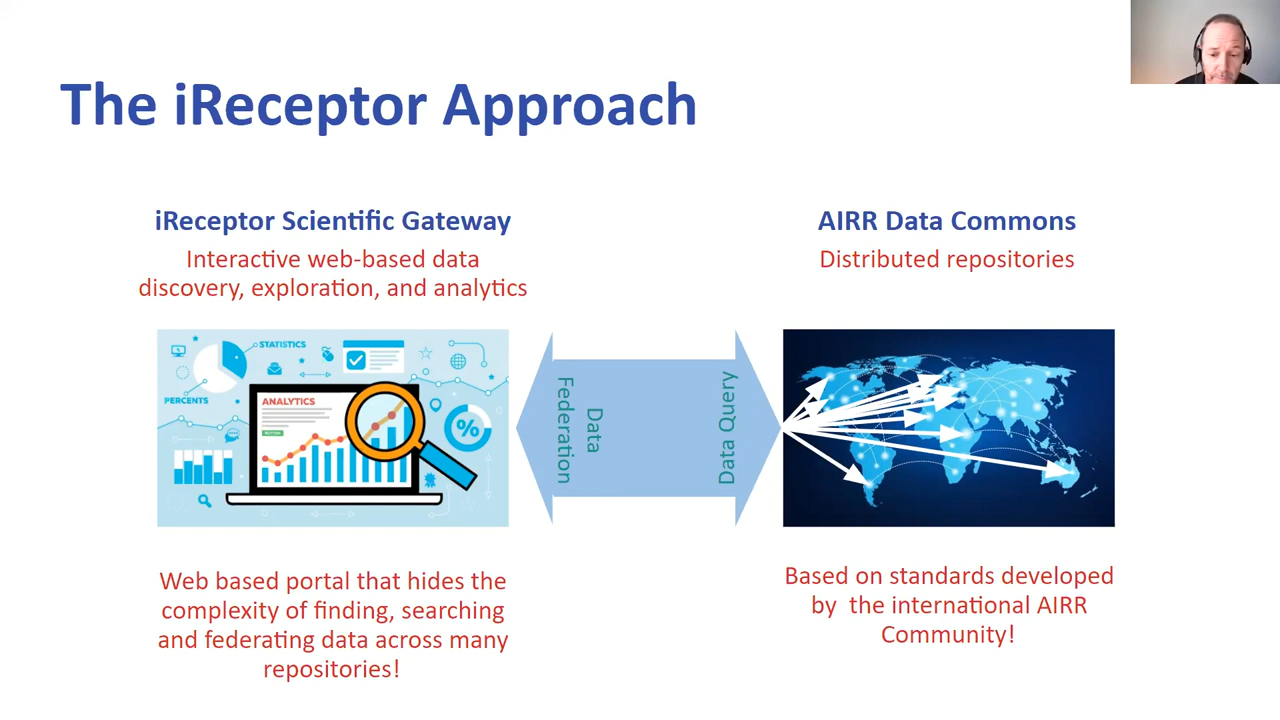 The iReceptor Approach
iReceptor Scientific Gateway
Interactive web-based data
discovery, exploration, and analytics
STATISTICS
PERCENTS
ANALYTICS
%
Web based portal that hides the
complexity of finding, searching
and federating data across many
repositories!
Data
Federation
Data Query
AIRR Data Commons
Distributed repositories
Based on standards developed
by the international AIRR
Community!